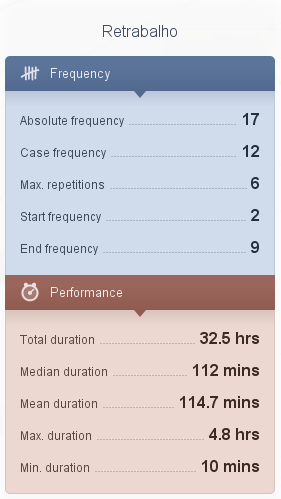 Retrabalho
Frequency
Absolute frequency 17
Case frequency 12
Max. repetitions 6
Start frequency 2
End frequency 9
Performance
Total duration 32.5 hrs
Median duration 112 mins
Mean duration 114.7 mins
Max. duration 4.8 hrs
Min. duration 10 mins